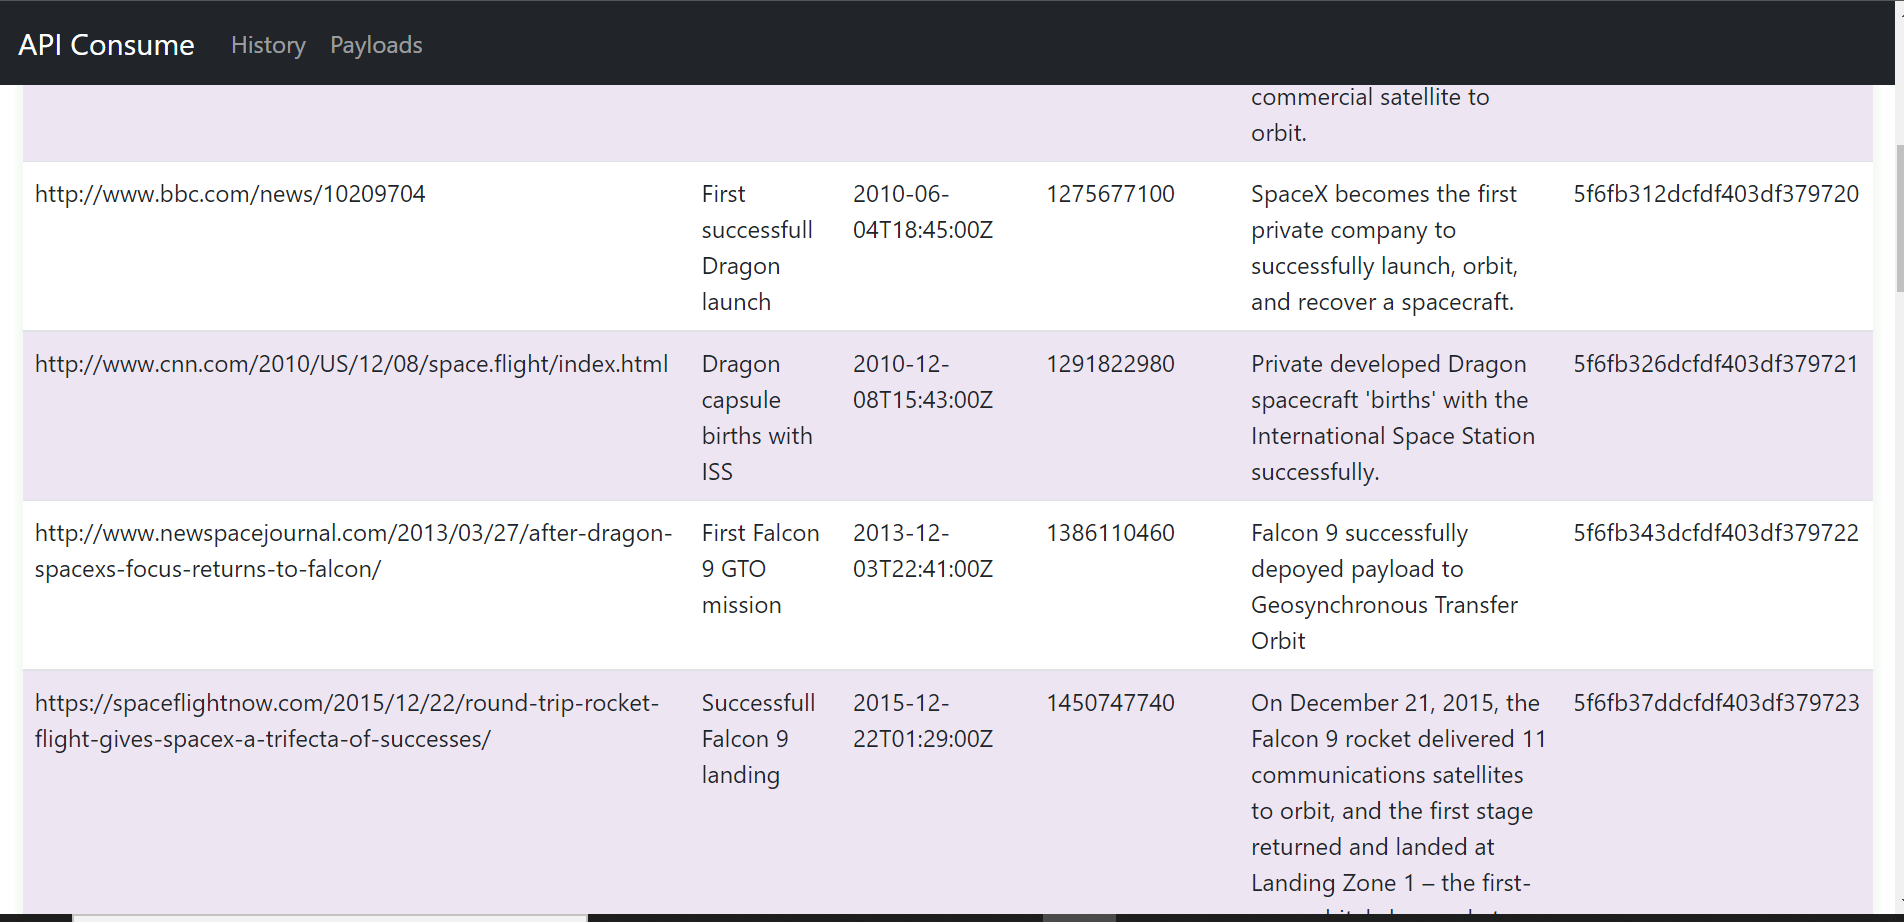 API Consume History Payloads
commercial satellite to
orbit.
http://www.bbc.com/news/10209704
First
successfull
Dragon
launch
2010-06-
04T18:45:00Z
1275677100
SpaceX becomes the first
private company to
successfully launch, orbit,
and recover a spacecraft.
5f6fb312dcfdf403df379720
http://www.cnn.com/2010/US/12/08/space.flight/index.html
Dragon
capsule
births with
ISS
2010-12-
08T15:43:00Z
1291822980
Private developed Dragon
spacecraft 'births' with the
International Space Station
successfully.
5f6fb326dcfdf403df379721
http://www.newspacejournal.com/2013/03/27/after-dragon-
spacexs-focus-returns-to-falcon/
First Falcon
9 GTO
mission
2013-12-
03T22:41:00Z
1386110460
Falcon 9 successfully
depoyed payload to
Geosynchronous Transfer
Orbit
5f6fb343dcfdf403df379722
https://spaceflightnow.com/2015/12/22/round-trip-rocket-
flight-gives-spacex-a-trifecta-of-successes/
Successfull
Falcon 9
landing
2015-12-
22T01:29:00Z
1450747740
On December 21, 2015, the
Falcon 9 rocket delivered 11
communications satellites
to orbit, and the first stage
returned and landed at
Landing Zone 1 – the first-
5f6fb37ddcfdf403df379723